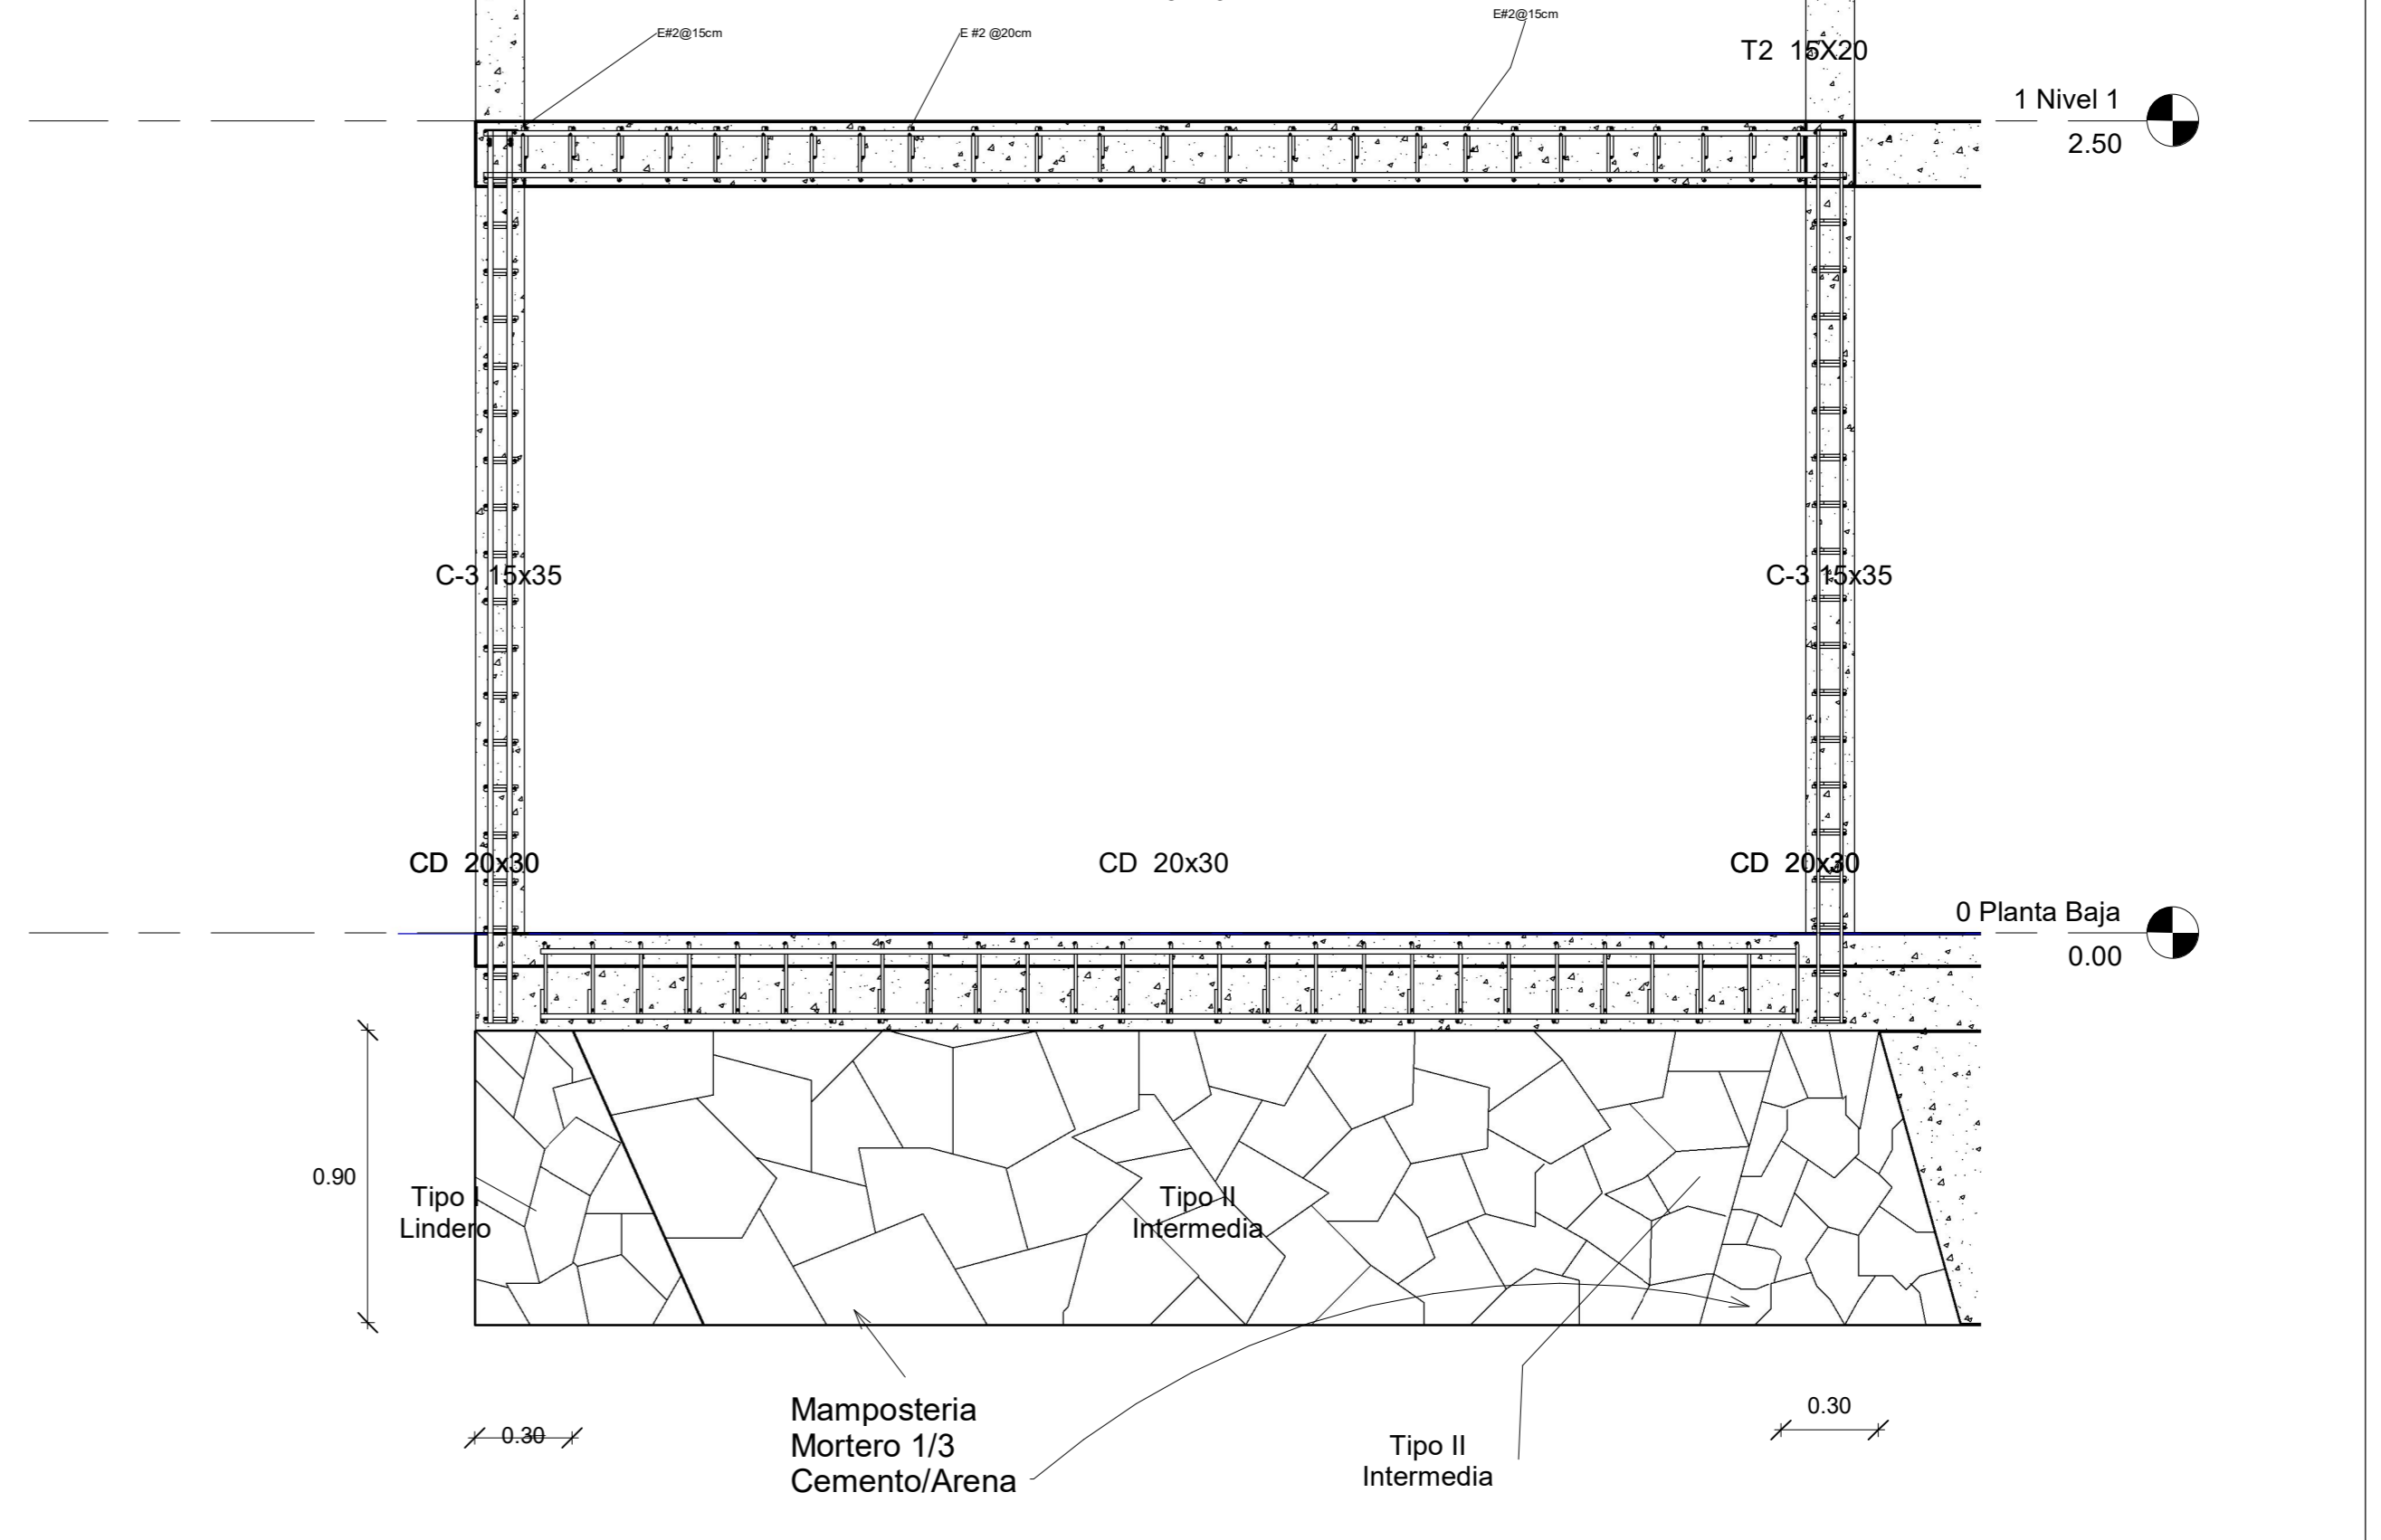 E#2@15cm
E#2@15cm
E #2 @20cm
T2 15X20
1 Nivel 1
2.50
C-3 15x35
C-3 15x35
CD 20x30
CD 20x30
CD 20x30
0 Planta Baja
0.00
0.90
Tipo I
Lindero
Tipo II
Intermedia
Mamposteria
Mortero 1/3
Cemento/Arena
0.30
0.30
Tipo II
Intermedia